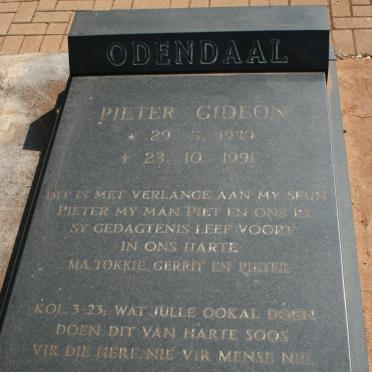 ODENDAAL
PIETER GIDEON
* 29 5 1939
+ 23 10 1991
DIT IS MET VERLANGE AAN MY SEUN
PIETER MY MAN PIET EN ONS PA
SY GEDAGTENIS LEEF VOORT
IN ONS HARTE
MA, TOKKIE, GERRIT EN PIETER
KOL. 3-23; WAT JULLE OOKAL DOEN
DOEN DIT VAN HARTE SOOS
VIR DIE HERE, NIE VIR MENSE NIE